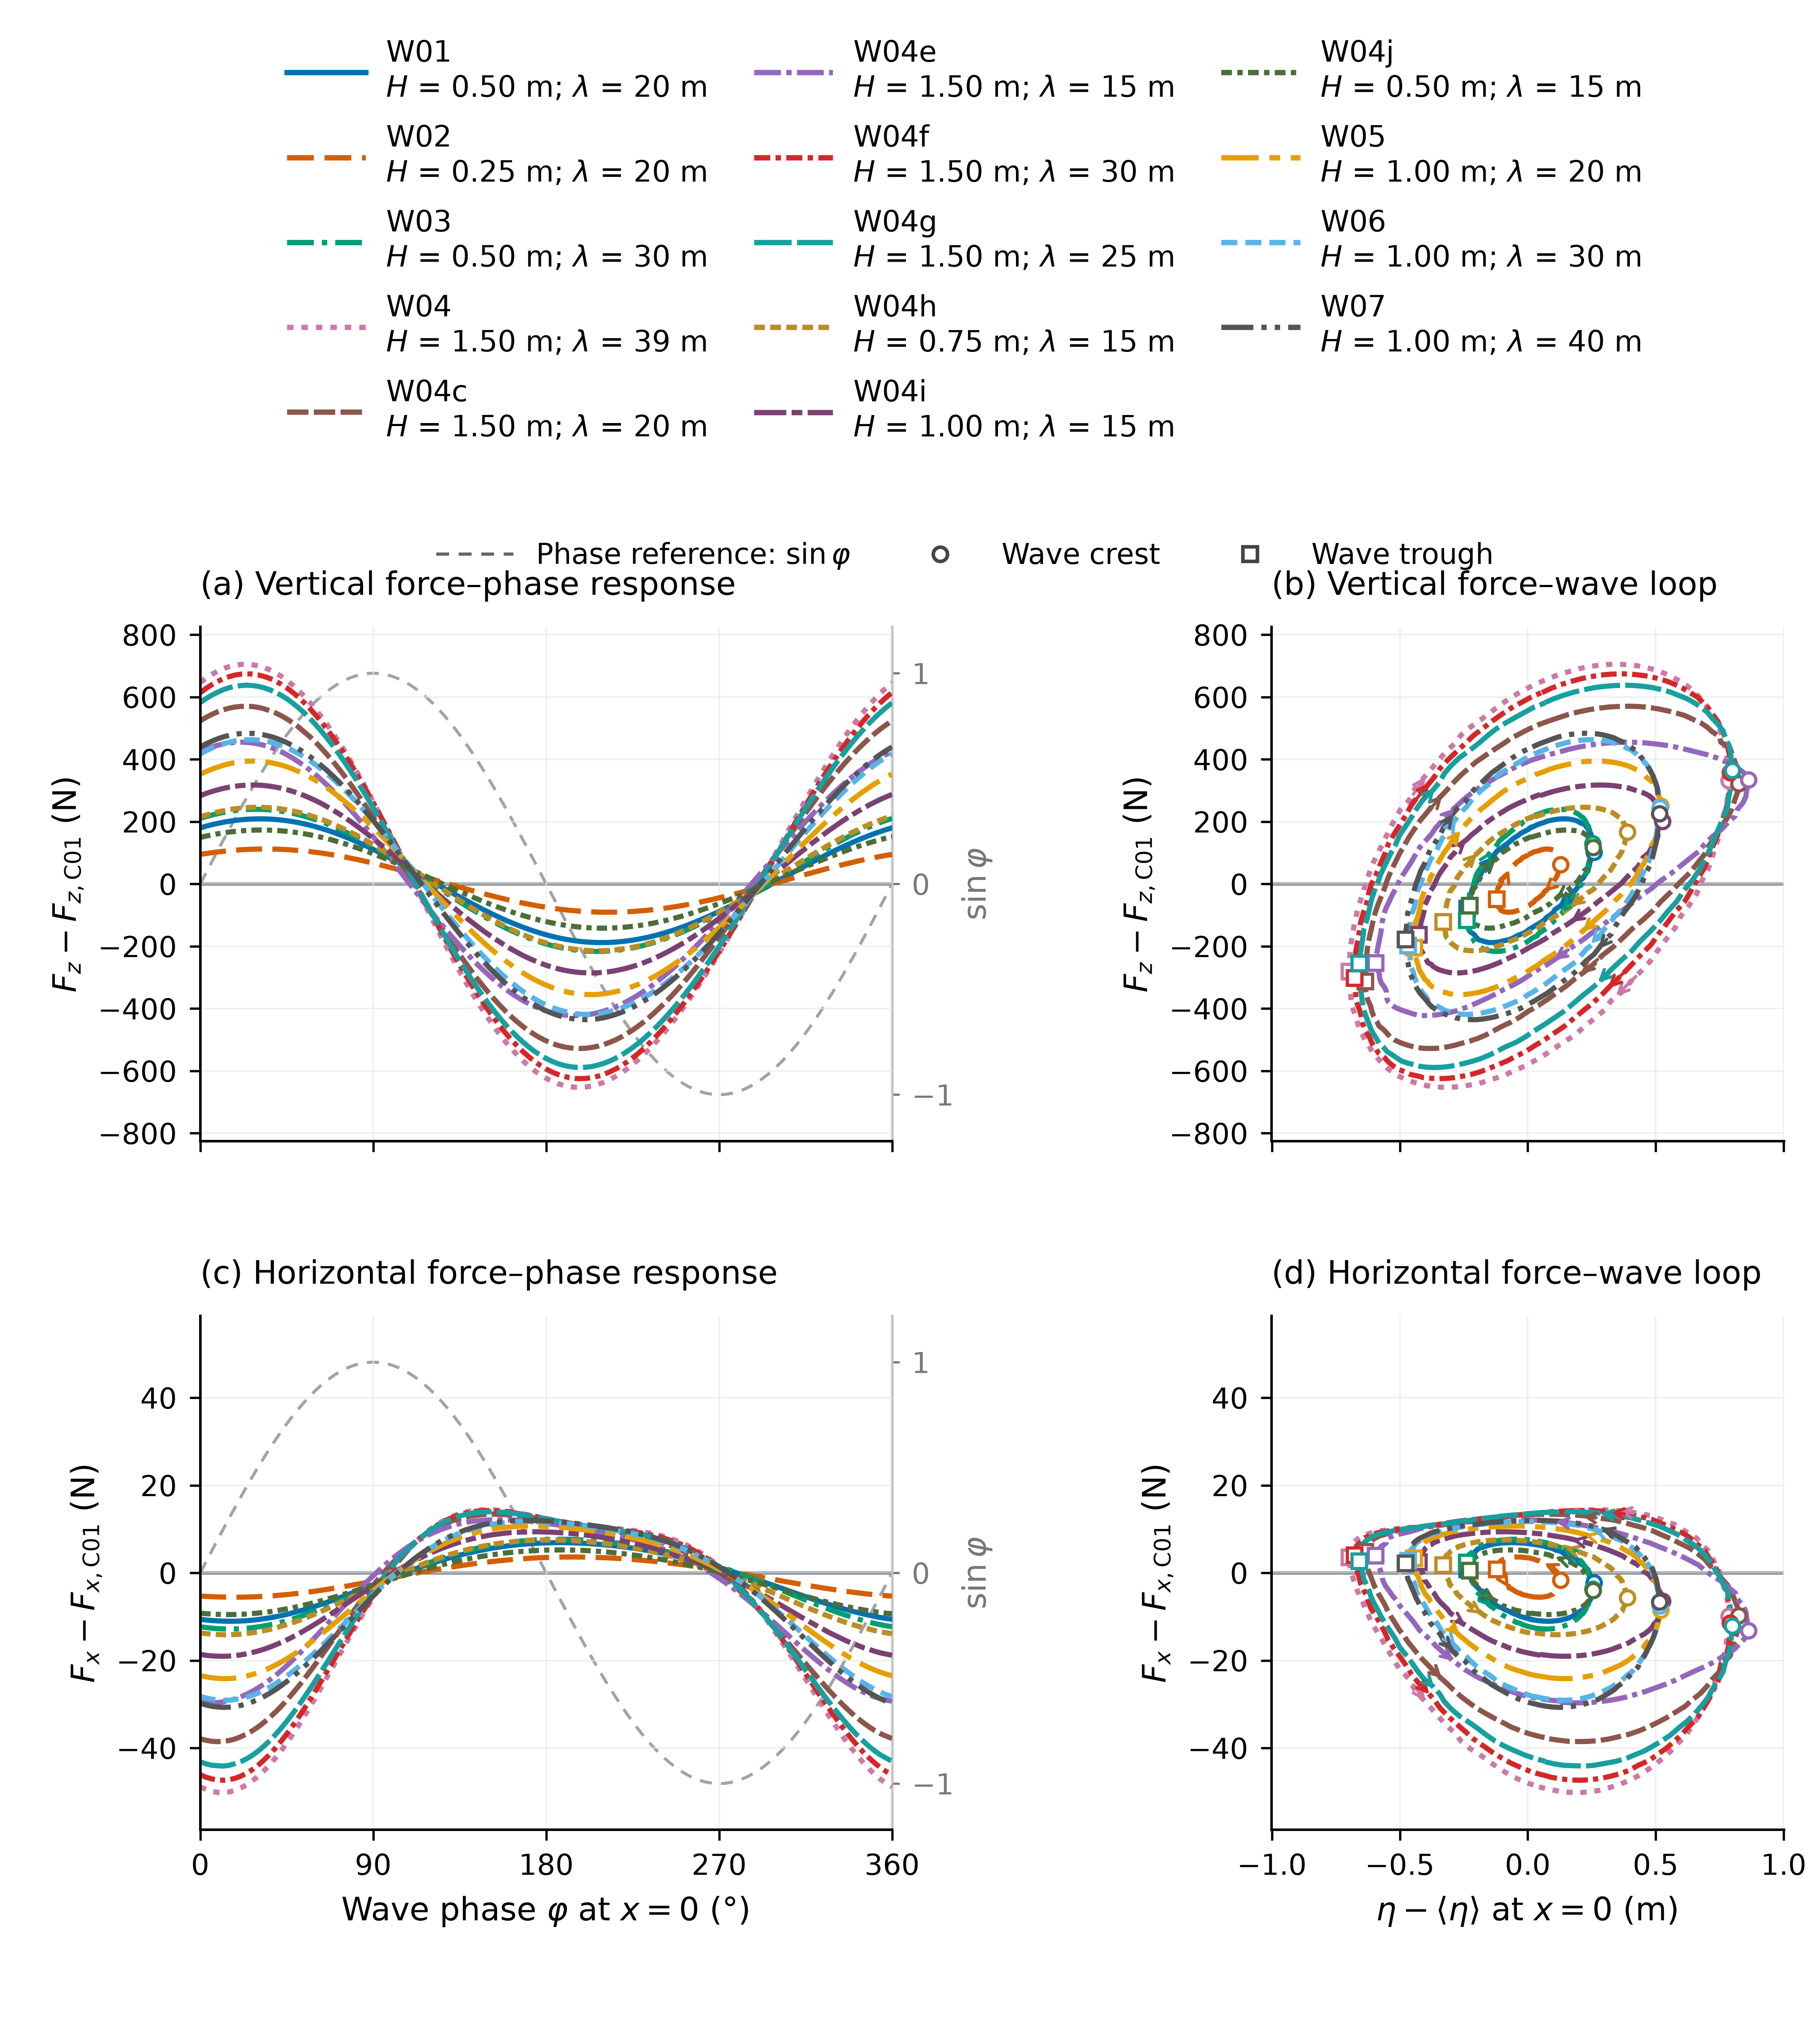 W01
H = 0.50 m; λ = 20 m
W02
H = 0.25 m; λ = 20 m
W03
H = 0.50 m; λ = 30 m
W04
H = 1.50 m; λ = 39 m
W04c
H = 1.50 m; λ = 20 m
W04e
H = 1.50 m; λ = 15 m
W04f
H = 1.50 m; λ = 30 m
W04g
H = 1.50 m; λ = 25 m
W04h
H = 0.75 m; λ = 15 m
W04i
H = 1.00 m; λ = 15 m
W04j
H = 0.50 m; λ = 15 m
W05
H = 1.00 m; λ = 20 m
W06
H = 1.00 m; λ = 30 m
W07
H = 1.00 m; λ = 40 m
Phase reference: sin φ
Wave crest
Wave trough
(a) Vertical force–phase response
800
600
400
200
0
−200
−400
−600
−800
F_z − F_z,C01 (N)
1
0
−1
sin φ
(b) Vertical force–wave loop
800
600
400
200
0
−200
−400
−600
−800
F_z − F_z,C01 (N)
(c) Horizontal force–phase response
40
20
0
−20
−40
F_x − F_x,C01 (N)
1
0
−1
sin φ
0 90 180 270 360
Wave phase φ at x = 0 (°)
(d) Horizontal force–wave loop
40
20
0
−20
−40
F_x − F_x,C01 (N)
−1.0 −0.5 0.0 0.5 1.0
η − ⟨η⟩ at x = 0 (m)